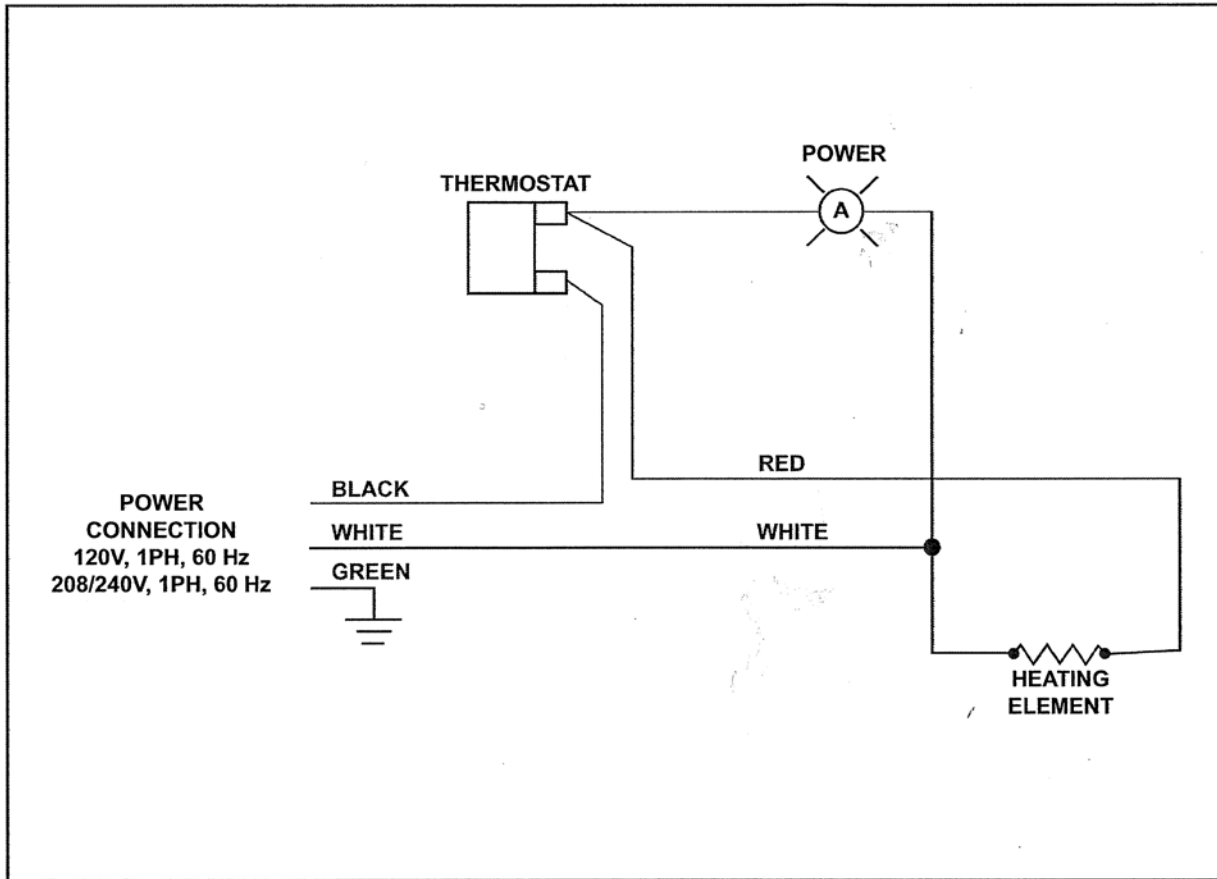 POWER
THERMOSTAT
A
RED
BLACK
POWER
CONNECTION
120V, 1PH, 60 Hz
208/240V, 1PH, 60 Hz
WHITE
WHITE
GREEN
HEATING
ELEMENT